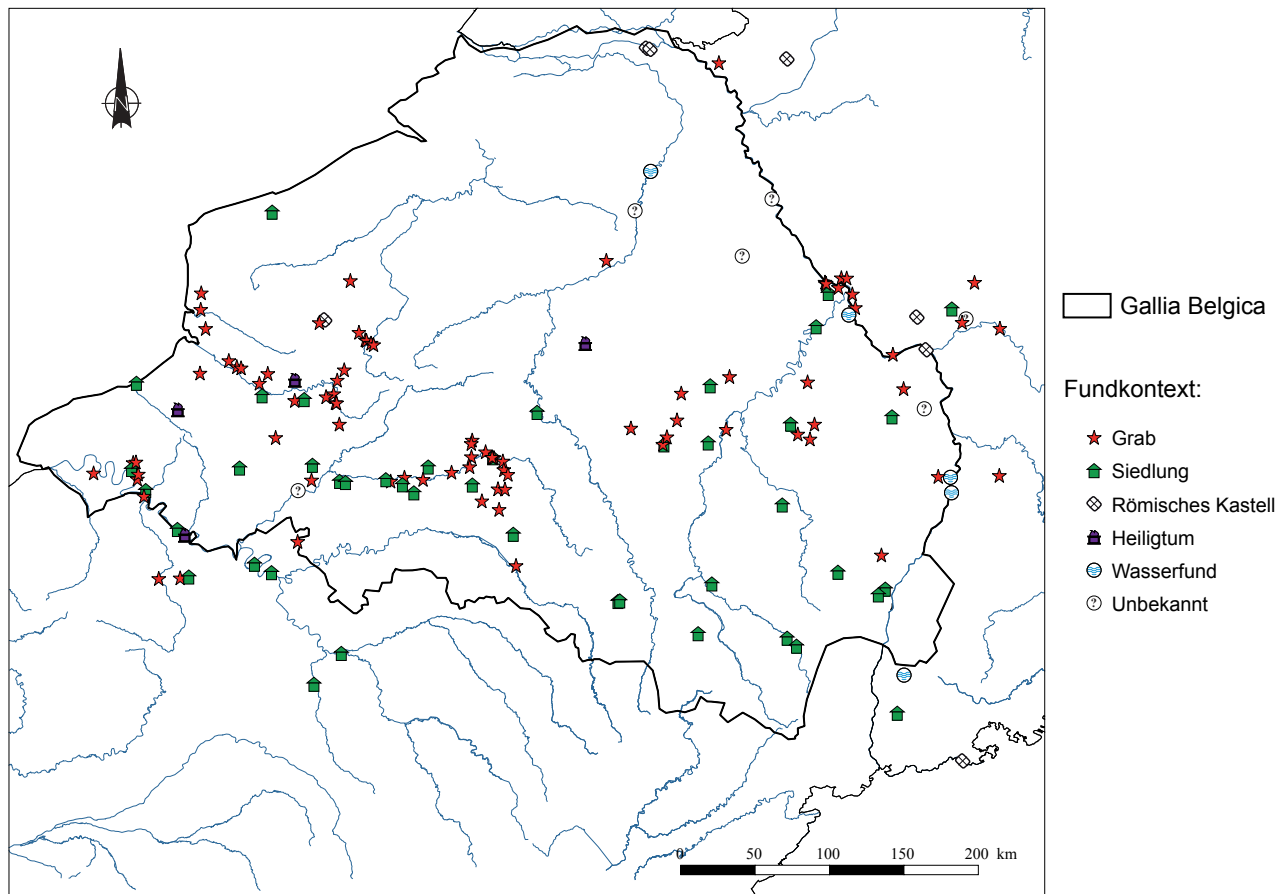 N
Gallia Belgica
Fundkontext:
Grab
Siedlung
Römisches Kastell
Heiligtum
Wasserfund
? Unbekannt
0 50 100 150 200 km